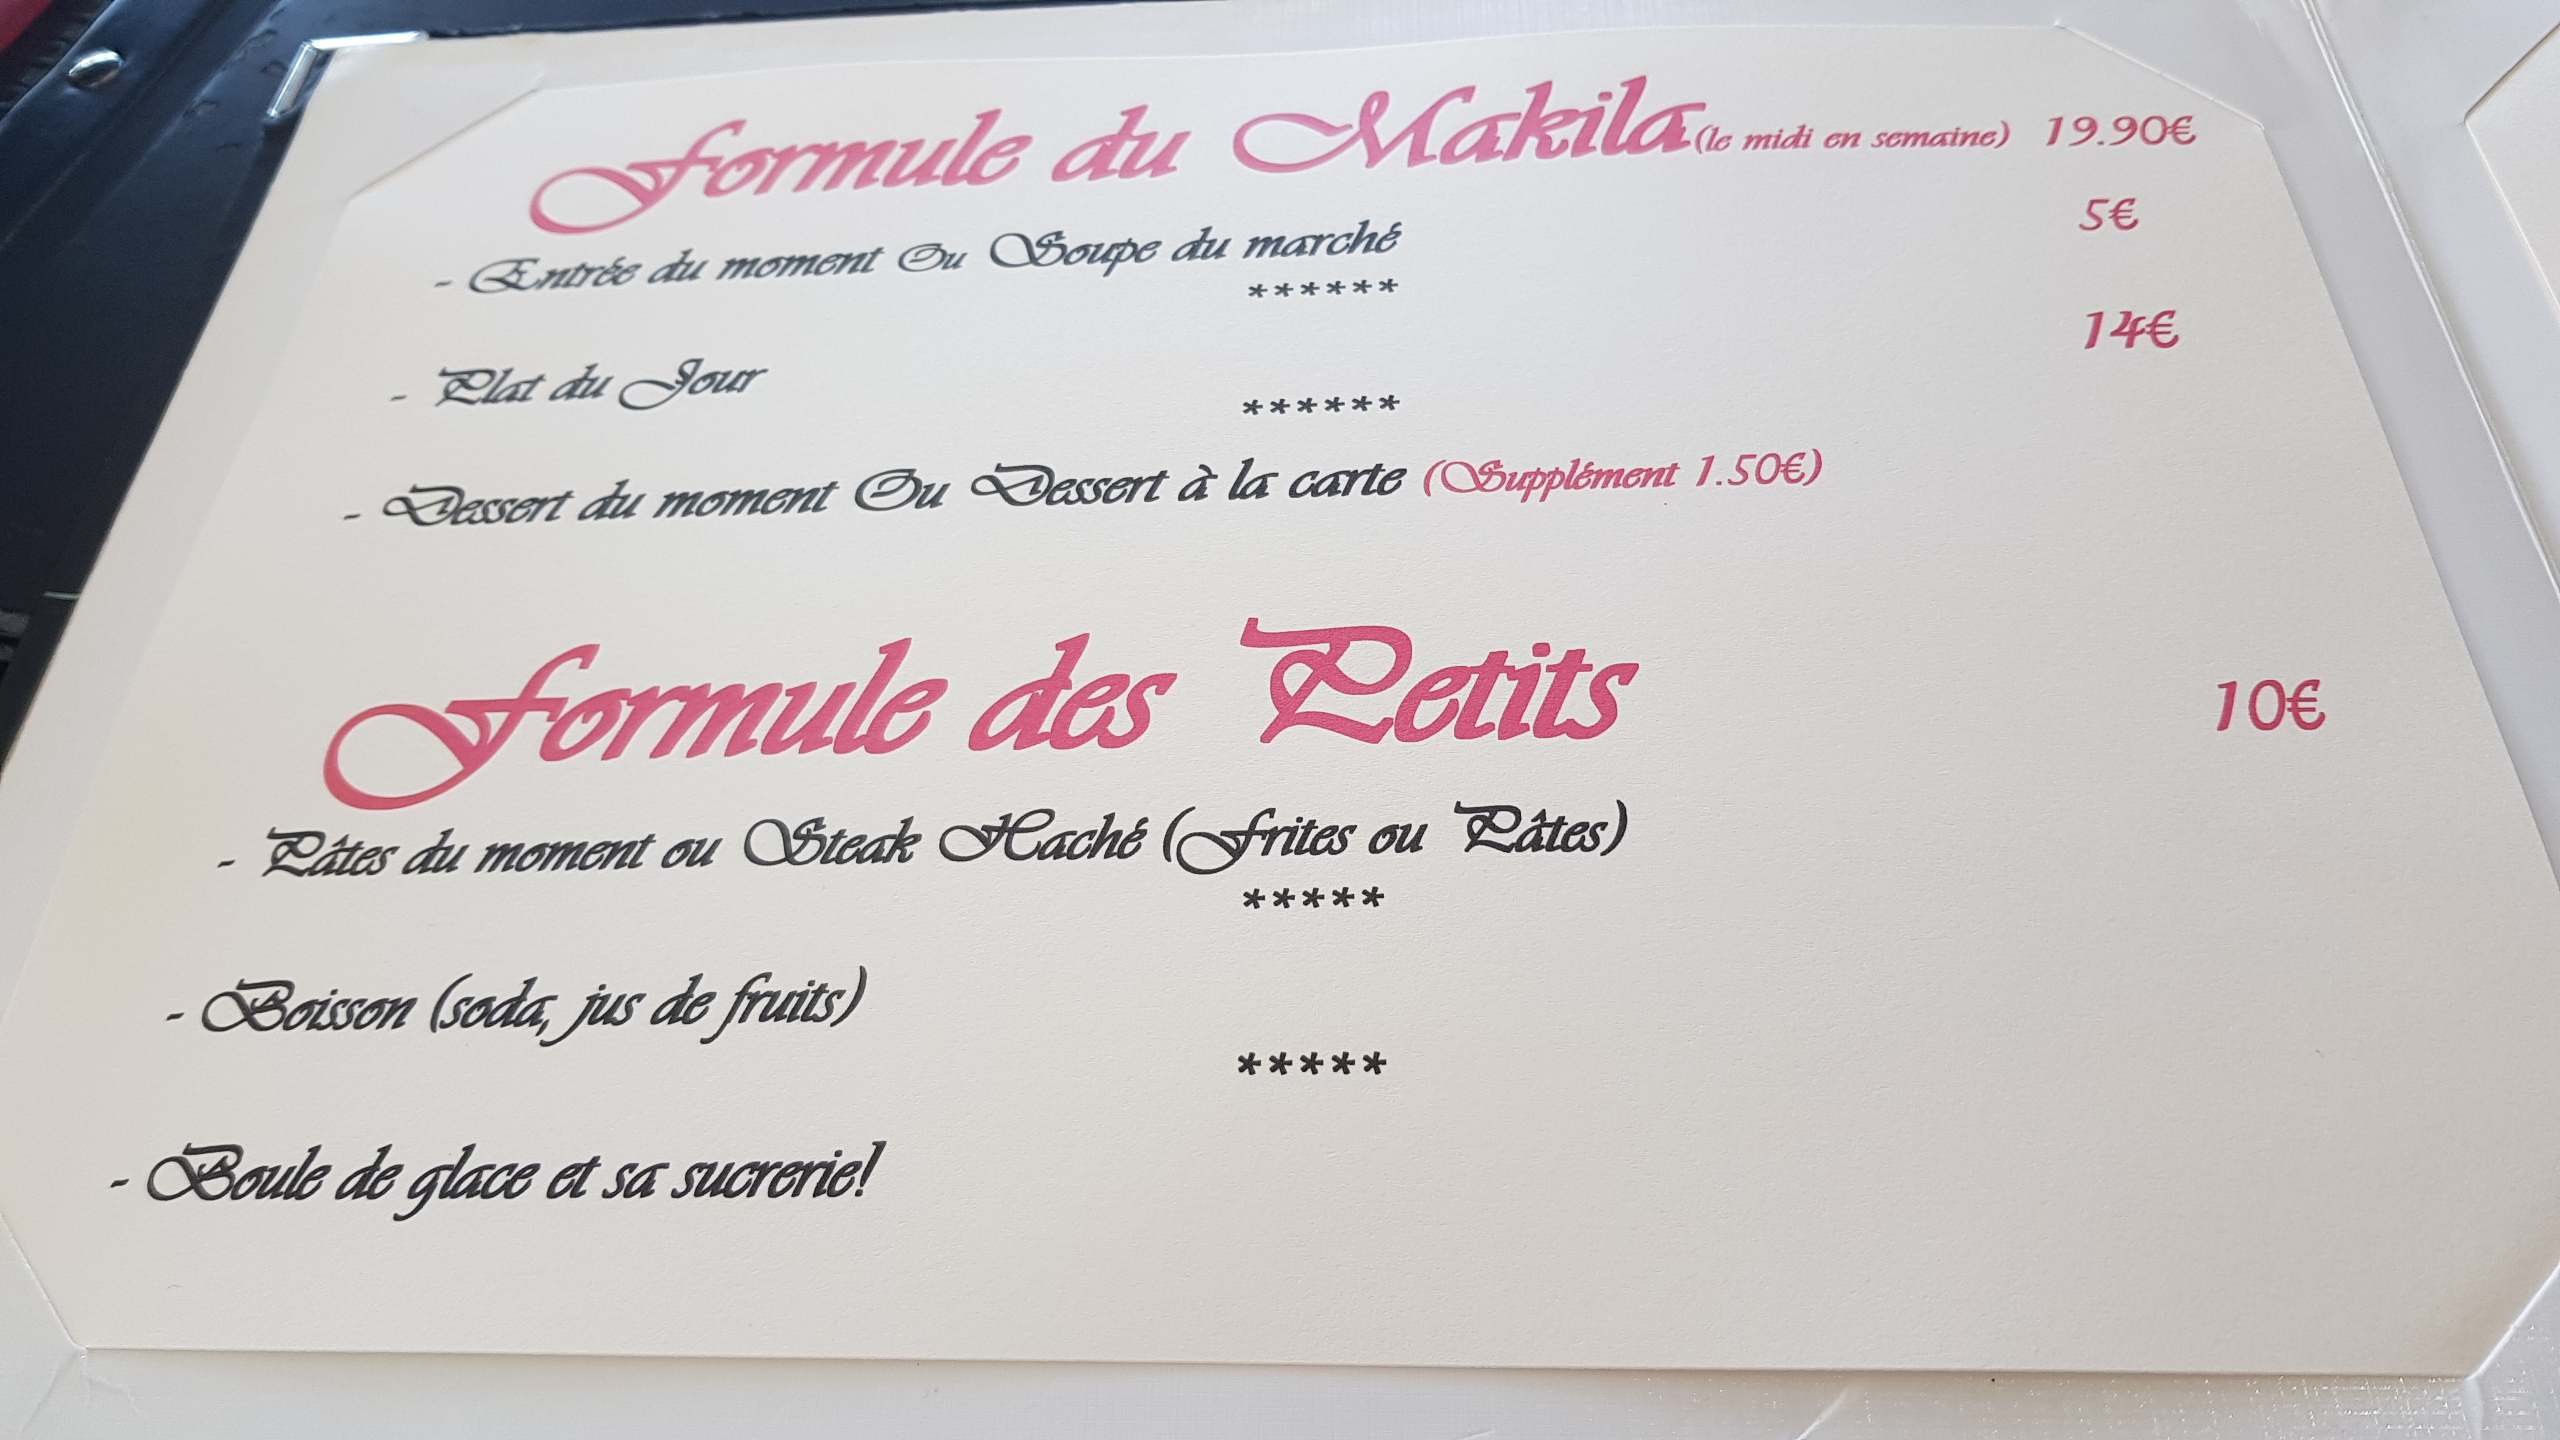 Formule du Makila (le midi en semaine) 19.90€
- Entrée du moment Ou Soupe du marché 5€
******
- Plat du Jour 14€
******
- Dessert du moment Ou Dessert à la carte (Supplément 1.50€)
Formule des Petits 10€
- Pâtes du moment ou Steak Haché (Frites ou Pâtes)
*****
- Boisson (soda, jus de fruits)
*****
- Boule de glace et sa sucrerie!